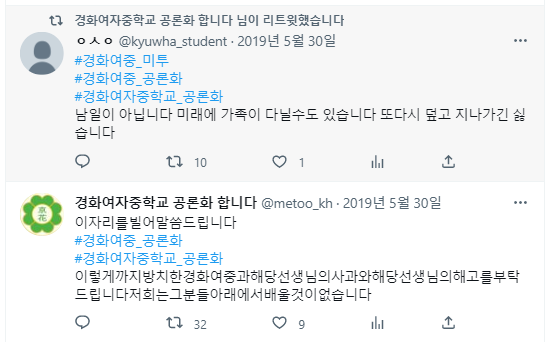 경화여자중학교 공론화 합니다 님이 리트윗했습니다
ㅇㅅㅇ @kyuwha_student · 2019년 5월 30일
#경화여중_미투
#경화여중_공론화
#경화여자중학교_공론화
남일이 아닙니다 미래에 가족이 다닐수도 있습니다 또다시 덮고 지나가긴 싫
습니다
10 1
경화여자중학교 공론화 합니다 @metoo_kh · 2019년 5월 30일
이자리를빌어말씀드립니다
#경화여중_공론화
#경화여자중학교_공론화
이렇게까지방치한경화여중과해당선생님의사과와해당선생님의해고를부탁
드립니다저희는그분들아래에서배울것이없습니다
32 9